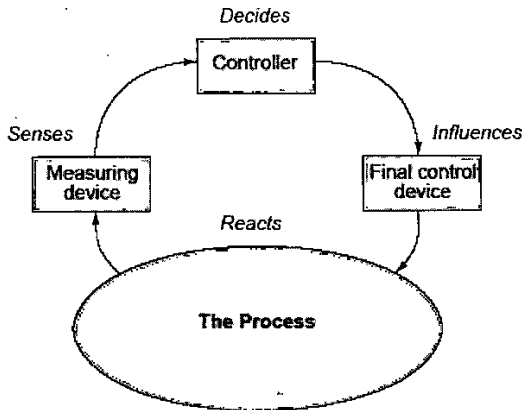 Decides
Controller
Senses
Influences
Measuring
device
Final control
device
Reacts
The Process